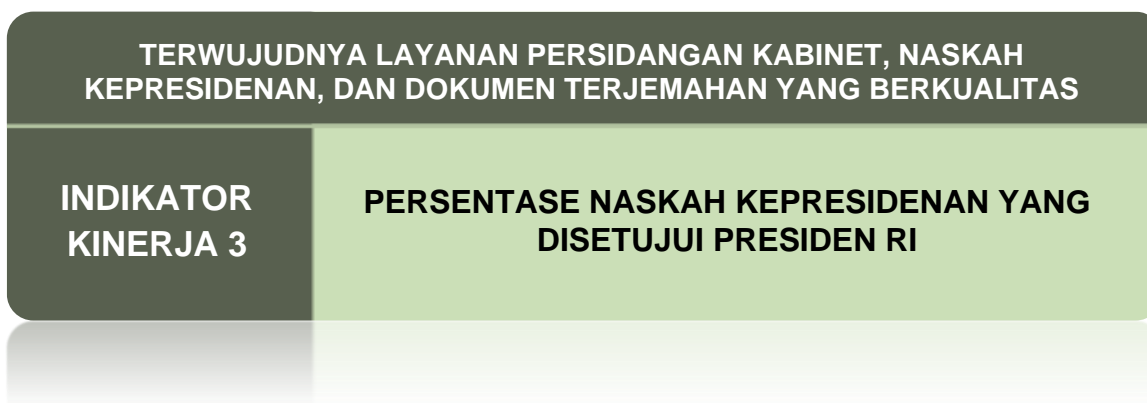 TERWUJUDNYA LAYANAN PERSIDANGAN KABINET, NASKAH
KEPRESIDENAN, DAN DOKUMEN TERJEMAHAN YANG BERKUALITAS
INDIKATOR
KINERJA 3
PERSENTASE NASKAH KEPRESIDENAN YANG
DISETUJUI PRESIDEN RI